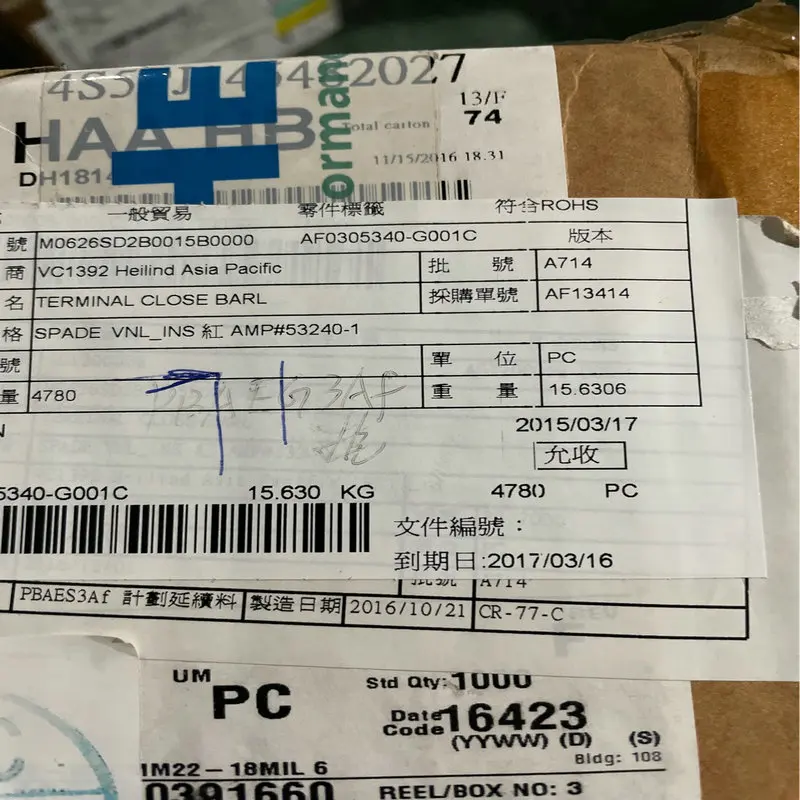 2027
HAA HB
orman
Total carton
13/F
74
DH1814
11/15/2016 18.31
一般貿易 零件標籤 符合ROHS
號 M0626SD2B0015B0000 AF0305340-G001C 版本
商 VC1392 Heilind Asia Pacific 批 號 A714
名 TERMINAL CLOSE BARL 採購單號 AF13414
格 SPADE VNL_INS 紅 AMP#53240-1
號 單 位 PC
量 4780 重 量 15.6306
G3Af
N 2015/03/17
允收
5340-G001C 15.630 KG 4780 PC
文件編號：
到期日:2017/03/16
批號 A714
PBAES3Af 計劃延續料 製造日期 2016/10/21 CR-77-C
UM PC Std Qty: 1000
Date Code 16423
(YYWW) (D) (S)
Bldg: 108
IM22-18MIL 6
0391660 REEL/BOX NO: 3